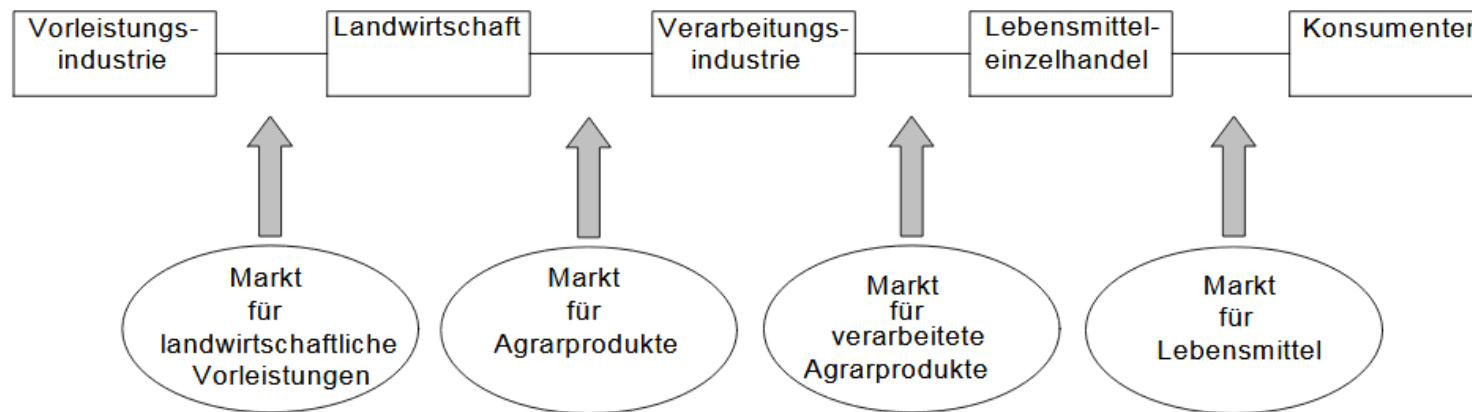 Vorleistungs-
industrie
Landwirtschaft
Verarbeitungs-
industrie
Lebensmittel-
einzelhandel
Konsumenten
Markt
für
landwirtschaftliche
Vorleistungen
Markt
für
Agrarprodukte
Markt
für
verarbeitete
Agrarprodukte
Markt
für
Lebensmittel